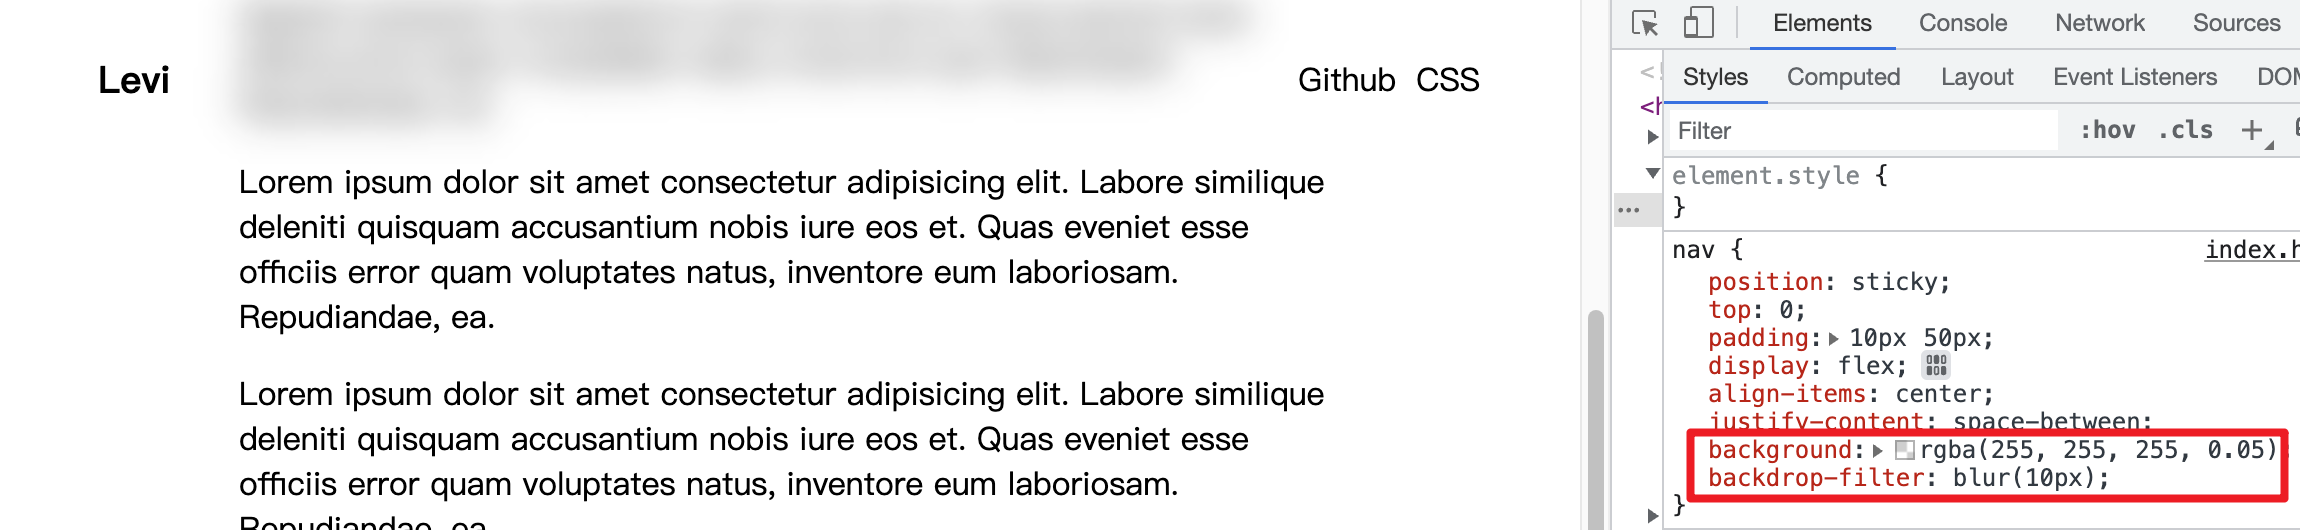 Levi
Github CSS
Lorem ipsum dolor sit amet consectetur adipisicing elit. Labore similique
deleniti quisquam accusantium nobis iure eos et. Quas eveniet esse
officiis error quam voluptates natus, inventore eum laboriosam.
Repudiandae, ea.
Lorem ipsum dolor sit amet consectetur adipisicing elit. Labore similique
deleniti quisquam accusantium nobis iure eos et. Quas eveniet esse
officiis error quam voluptates natus, inventore eum laboriosam.
Repudiandae, ea.
Elements Console Network Sources
<!
<h
...
Styles Computed Layout Event Listeners DOM
Filter :hov .cls +
element.style {
}
nav { index.h
position: sticky;
top: 0;
padding: 10px 50px;
display: flex;
align-items: center;
justify-content: space-between;
background: rgba(255, 255, 255, 0.05)
backdrop-filter: blur(10px);
}